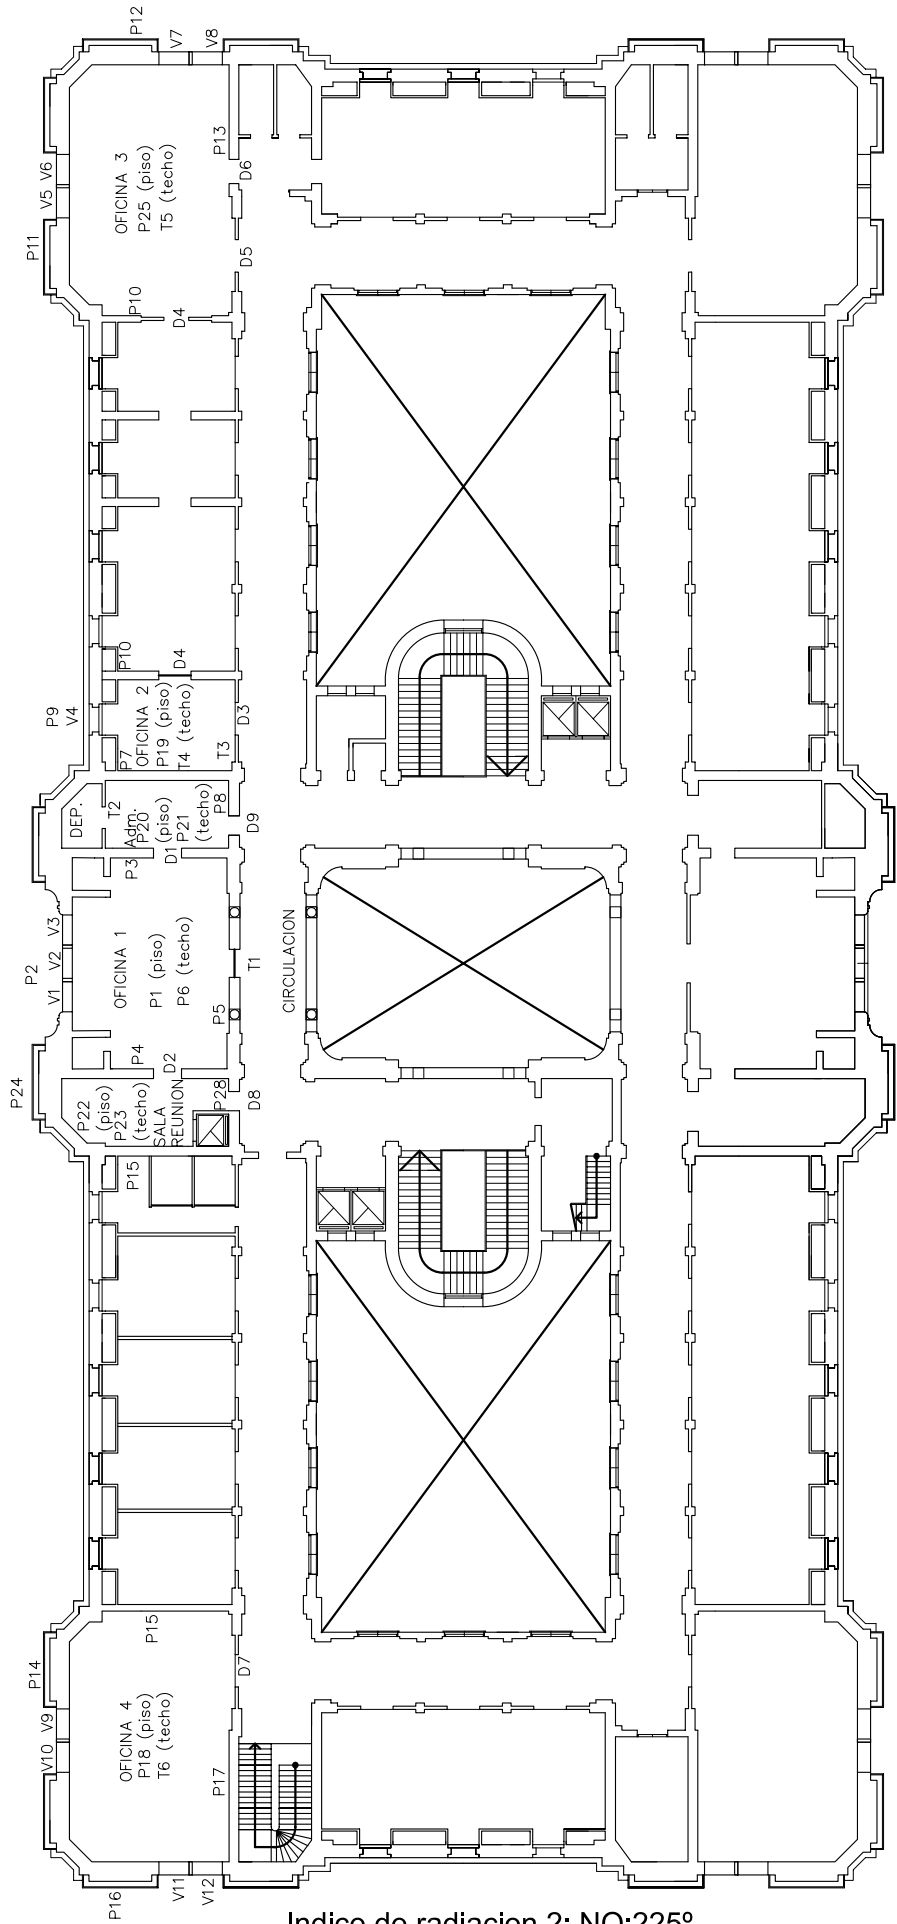 P12
V7
V8
P13
D6
V5 V6
OFICINA 3
P25 (piso)
T5 (techo)
P11
D5
P10
D4
P10
D4
P9
V4
P7
OFICINA 2
P19 (piso)
T4 (techo)
T3
D3
DEP.
T2
Adm.
P20
(piso)
P21
(techo)
P8
D9
D1
P3
P2
V1 V2 V3
OFICINA 1
P1 (piso)
P6 (techo)
T1
P5
CIRCULACION
P4
D2
P24
P22
(piso)
P23
(techo)
SALA
REUNION
P28
D8
P15
P15
P14
D7
V10 V9
OFICINA 4
P18 (piso)
T6 (techo)
P17
P16
V11
V12
Indice de radiacion 2: NO:225º